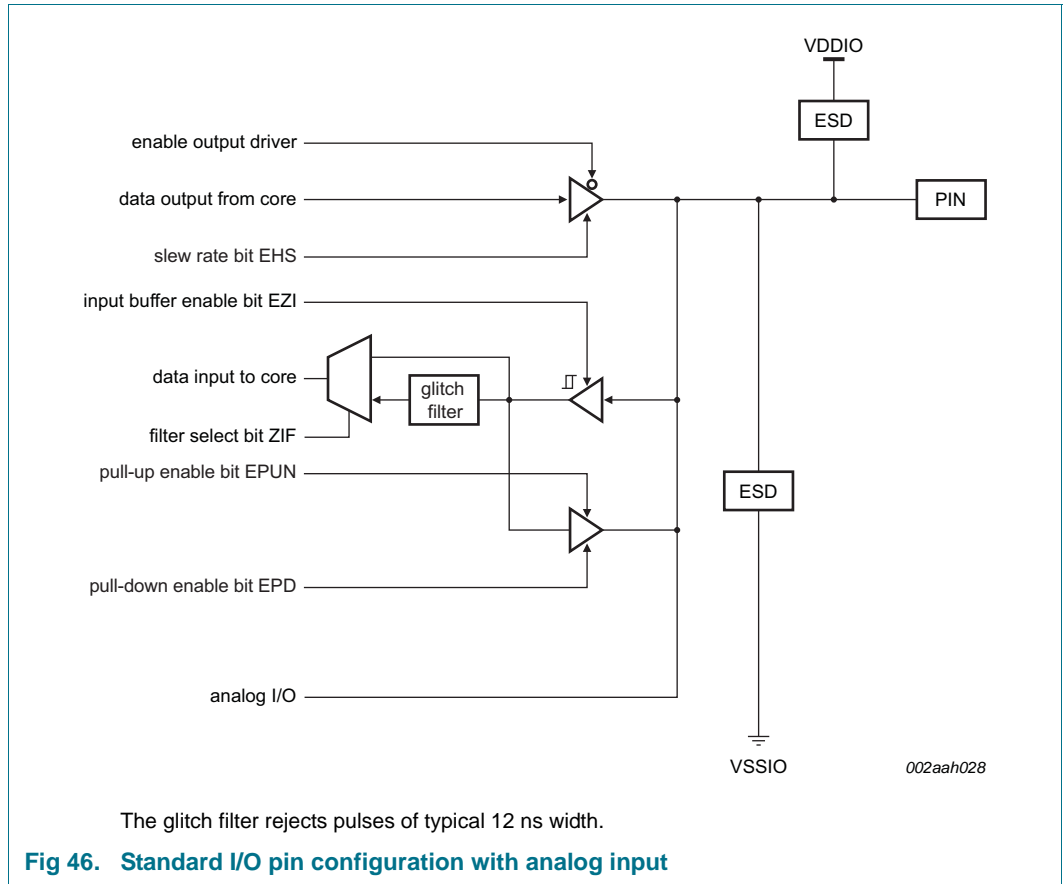 VDDIO
ESD
enable output driver
data output from core
PIN
slew rate bit EHS
input buffer enable bit EZI
data input to core
glitch
filter
filter select bit ZIF
pull-up enable bit EPUN
ESD
pull-down enable bit EPD
analog I/O
VSSIO
002aah028
The glitch filter rejects pulses of typical 12 ns width.
Fig 46. Standard I/O pin configuration with analog input